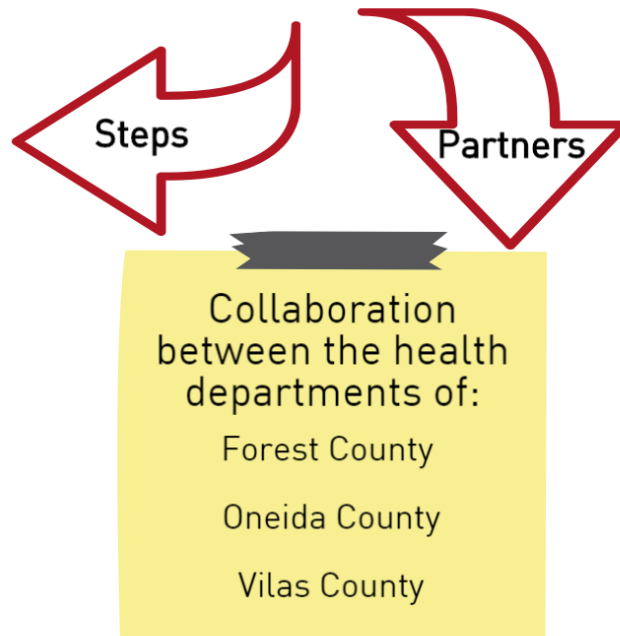 Steps
Partners
Collaboration
between the health
departments of:
Forest County
Oneida County
Vilas County